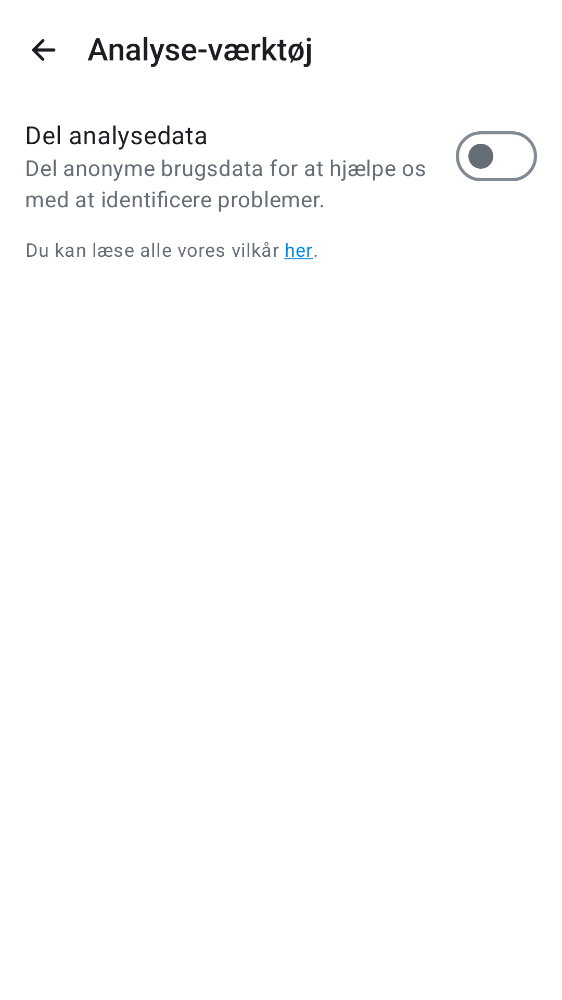 Analyse-værktøj
Del analysedata
Del anonyme brugsdata for at hjælpe os
med at identificere problemer.
Du kan læse alle vores vilkår her.